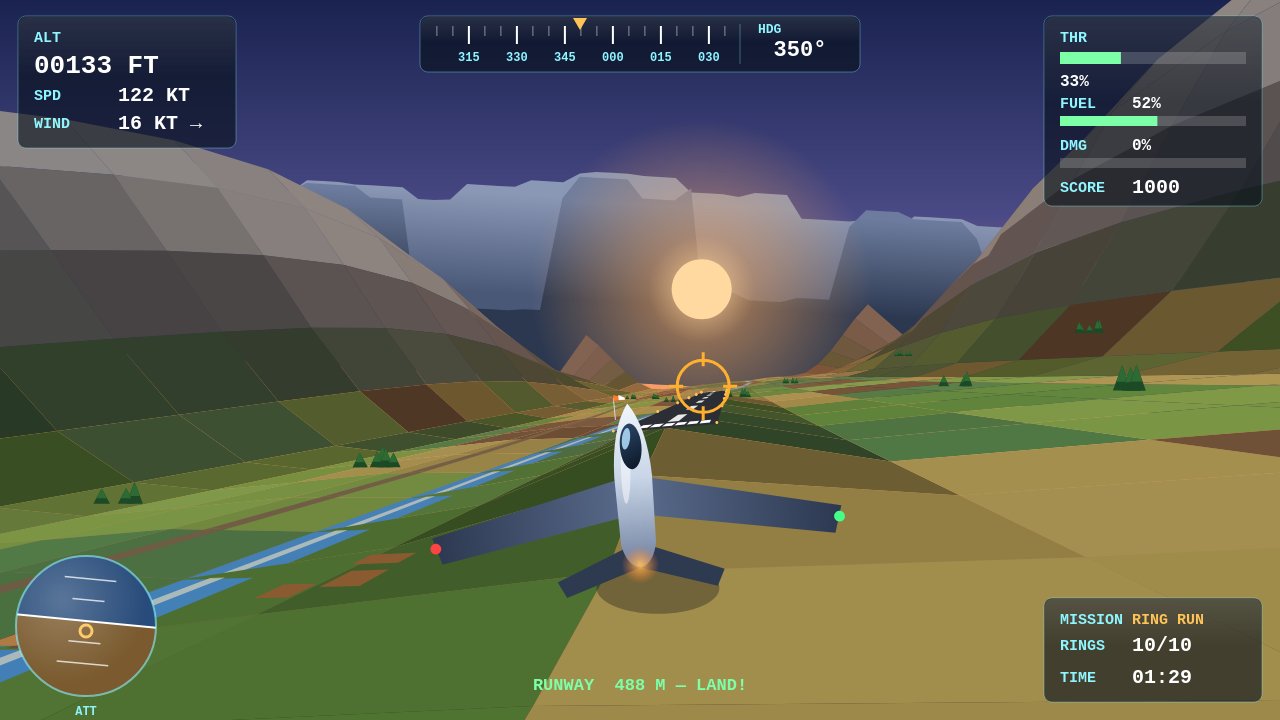 ALT
00133 FT
SPD 122 KT
WIND 16 KT →
315 330 345 000 015 030
HDG
350°
THR
33%
FUEL 52%
DMG 0%
SCORE 1000
ATT
RUNWAY 488 M — LAND!
MISSION RING RUN
RINGS 10/10
TIME 01:29